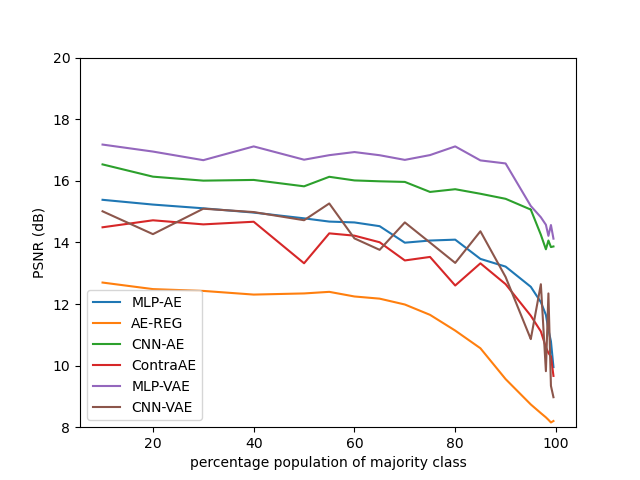 20
18
16
14
12
10
8
PSNR (dB)
MLP-AE
AE-REG
CNN-AE
ContraAE
MLP-VAE
CNN-VAE
20 40 60 80 100
percentage population of majority class